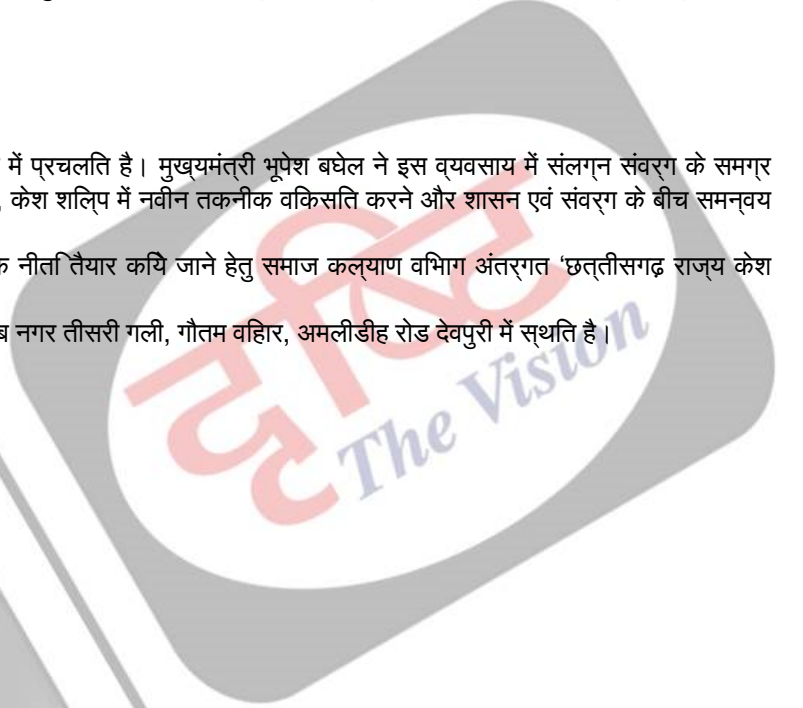 में प्रचलति है। मुख्यमंत्री भूपेश बघेल ने इस व्यवसाय में संलग्न संवर्ग के समग्र
केश शल्पि में नवीन तकनीक वकिसति करने और शासन एवं संवर्ग के बीच समन्वय
नीति तैयार कयि जाने हेतु समाज कल्याण वभिाग अंतर्गत ‘छत्तीसगढ़ राज्य केश
नगर तीसरी गली, गौतम वहिार, अमलीडीह रोड देवपुरी में स्थति है।
दृष्टि
The Vision